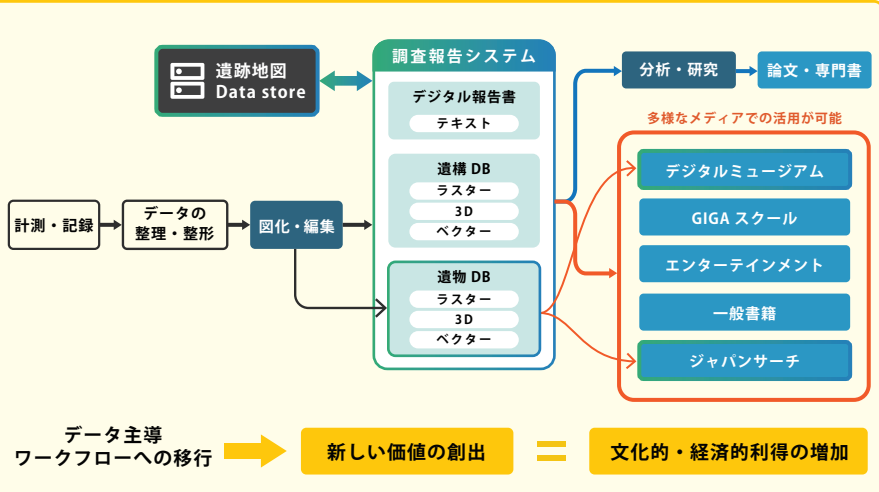 遺跡地図
Data store
調査報告システム
デジタル報告書
テキスト
遺構 DB
ラスター
3D
ベクター
遺物 DB
ラスター
3D
ベクター
計測・記録
データの
整理・整形
図化・編集
分析・研究
論文・専門書
多様なメディアでの活用が可能
デジタルミュージアム
GIGA スクール
エンターテインメント
一般書籍
ジャパンサーチ
データ主導
ワークフローへの移行
新しい価値の創出
=
文化的・経済的利得の増加